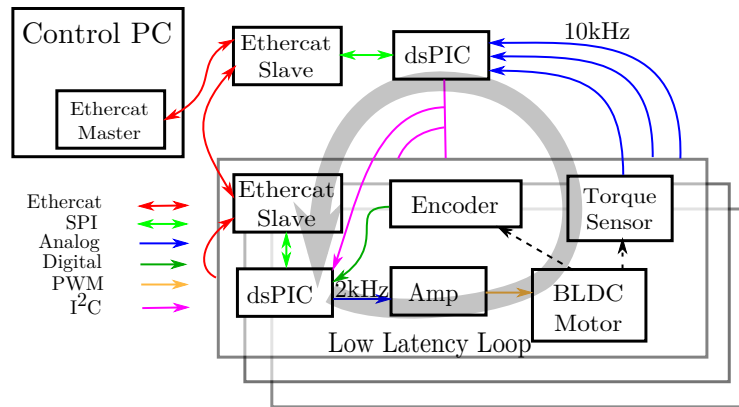 Control PC
Ethercat
Master
Ethercat
Slave
dsPIC
10kHz
Ethercat
SPI
Analog
Digital
PWM
I²C
Ethercat
Slave
Encoder
Torque
Sensor
dsPIC
2kHz
Amp
BLDC
Motor
Low Latency Loop